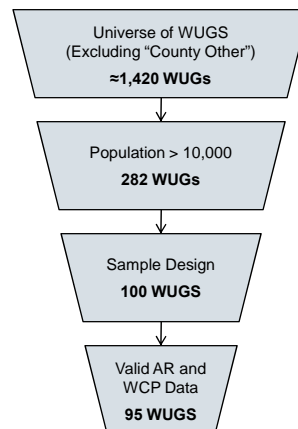 Universe of WUGS
(Excluding “County Other”)
≈1,420 WUGs
Population > 10,000
282 WUGs
Sample Design
100 WUGS
Valid AR and
WCP Data
95 WUGS